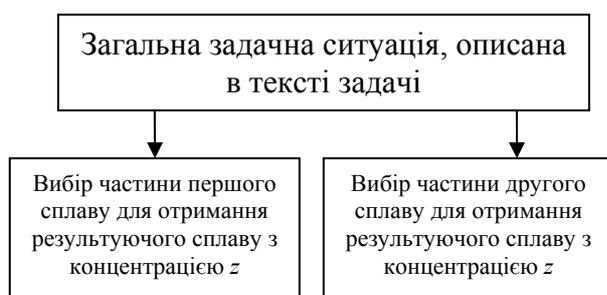 Загальна задачна ситуація, описана
в тексті задачі
Вибір частини першого
сплаву для отримання
результуючого сплаву з
концентрацією z
Вибір частини другого
сплаву для отримання
результуючого сплаву з
концентрацією z